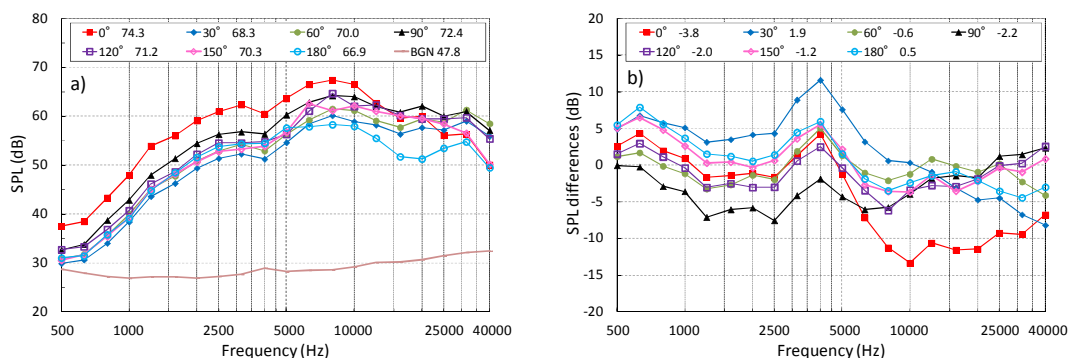 0° 74.3 30° 68.3 60° 70.0 90° 72.4
120° 71.2 150° 70.3 180° 66.9 BGN 47.8
a)
SPL (dB)
80
70
60
50
40
30
20
500 1000 2500 5000 10000 25000 40000
Frequency (Hz)
0° -3.8 30° 1.9 60° -0.6 90° -2.2
120° -2.0 150° -1.2 180° 0.5
b)
SPL differences (dB)
20
15
10
5
0
-5
-10
-15
-20
500 1000 2500 5000 10000 25000 40000
Frequency (Hz)